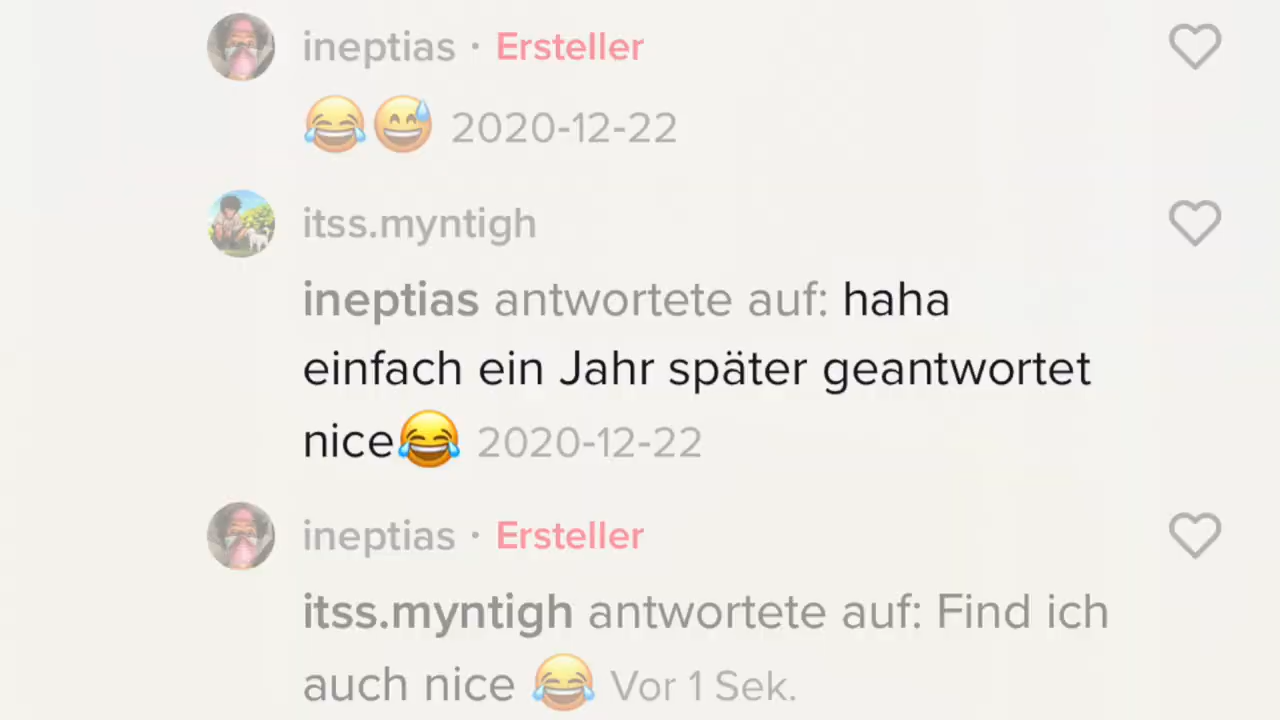 ineptias · Ersteller
😂😅 2020-12-22
itss.myntigh
ineptias antwortete auf: haha
einfach ein Jahr später geantwortet
nice😂 2020-12-22
ineptias · Ersteller
itss.myntigh antwortete auf: Find ich
auch nice 😂 Vor 1 Sek.